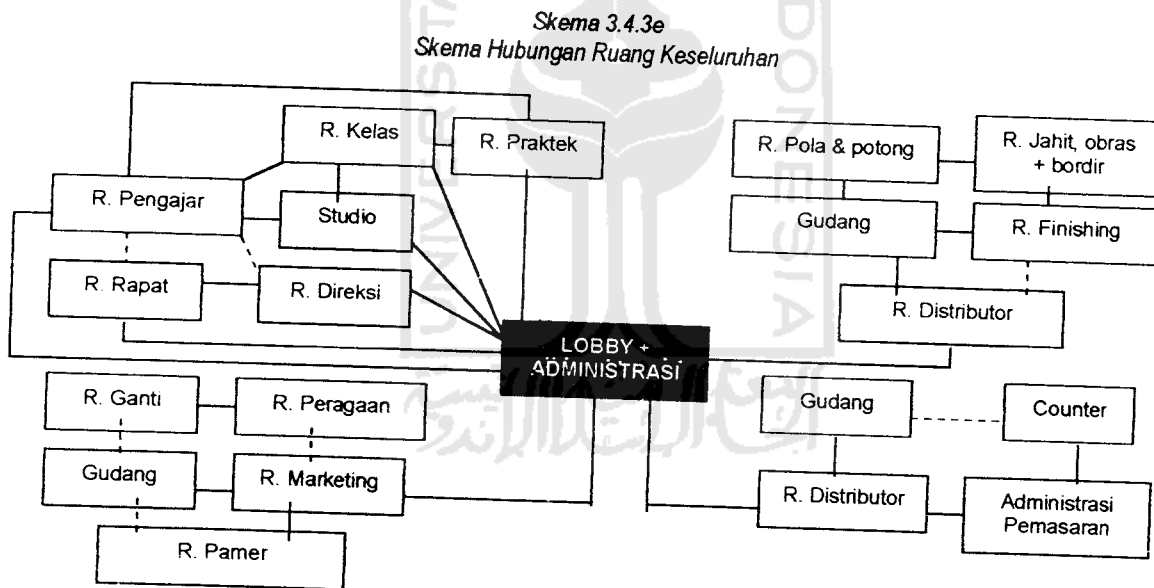 Skema 3.4.3e
Skema Hubungan Ruang Keseluruhan
R. Kelas
R. Praktek
R. Pengajar
Studio
R. Rapat
R. Direksi
R. Pola & potong
R. Jahit, obras
+ bordir
Gudang
R. Finishing
R. Distributor
LOBBY +
ADMINISTRASI
R. Ganti
R. Peragaan
Gudang
R. Marketing
R. Pamer
Gudang
Counter
R. Distributor
Administrasi
Pemasaran